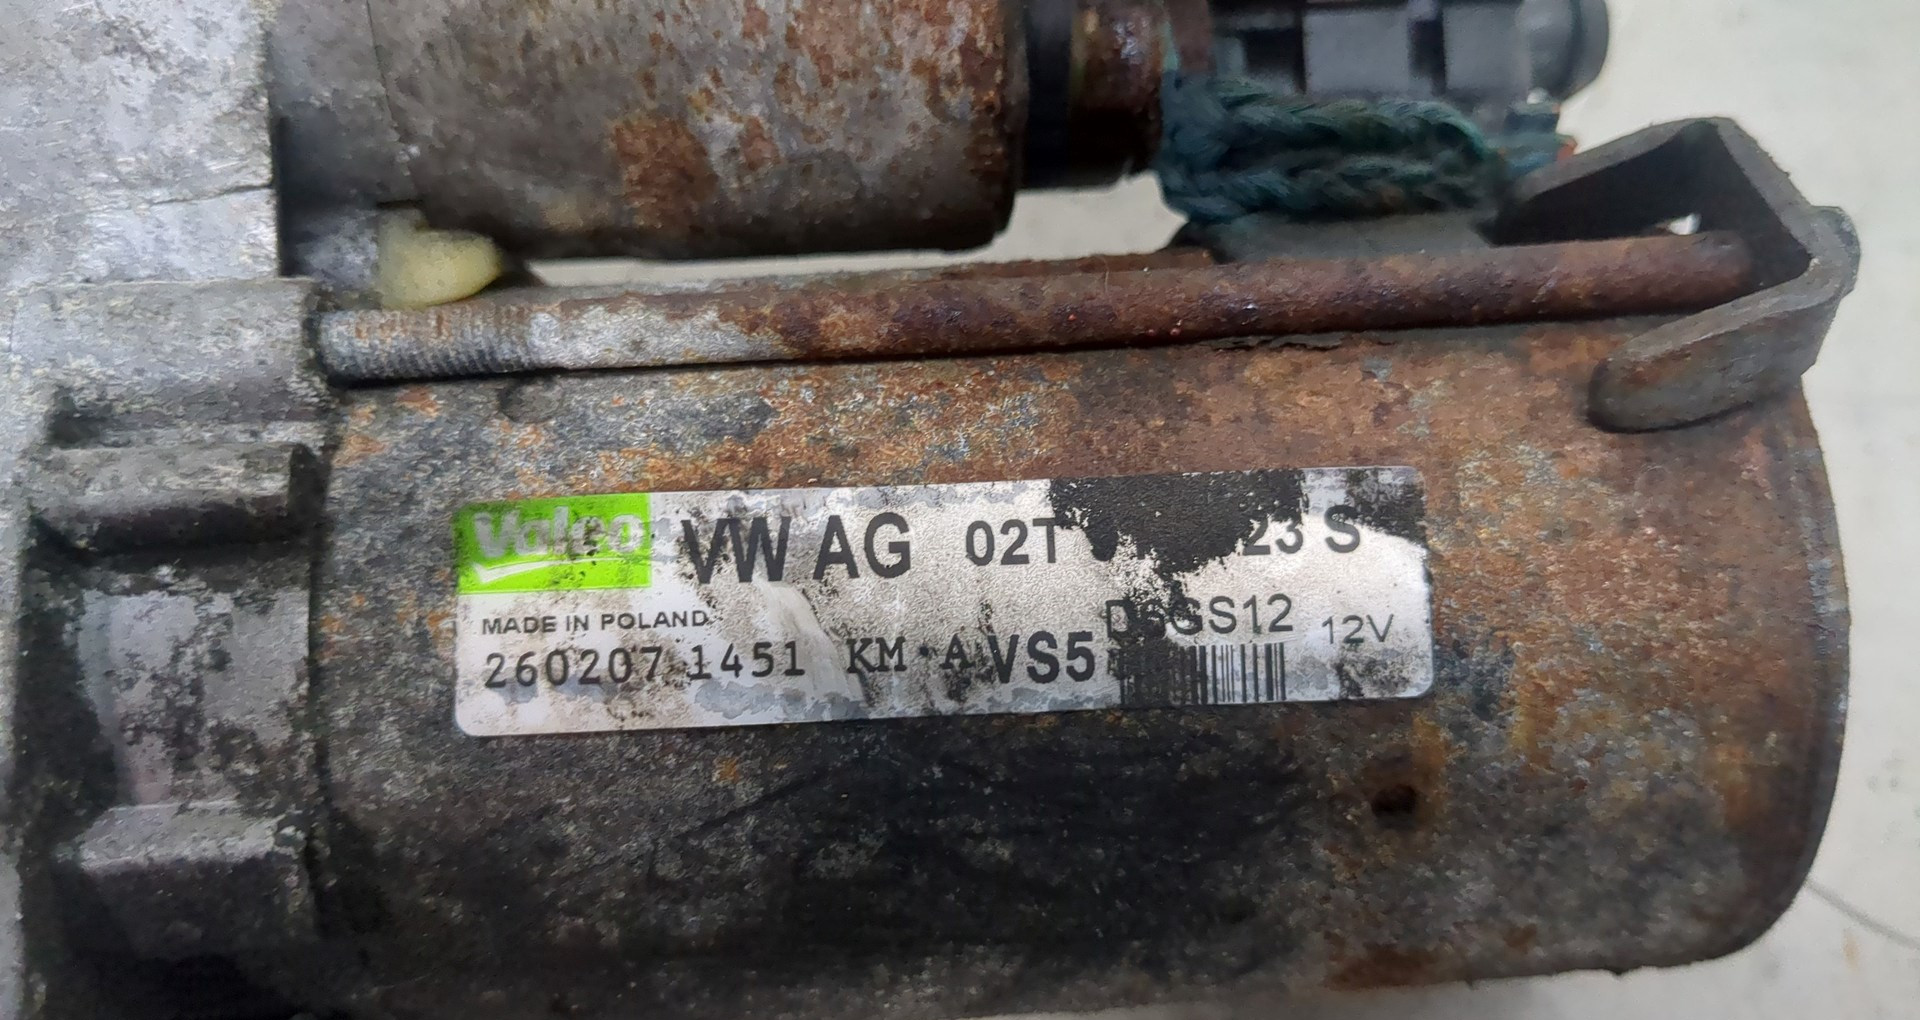 Valeo VW AG 02T 23 S
MADE IN POLAND D6GS12 12V
260207 1451 KM A VS5